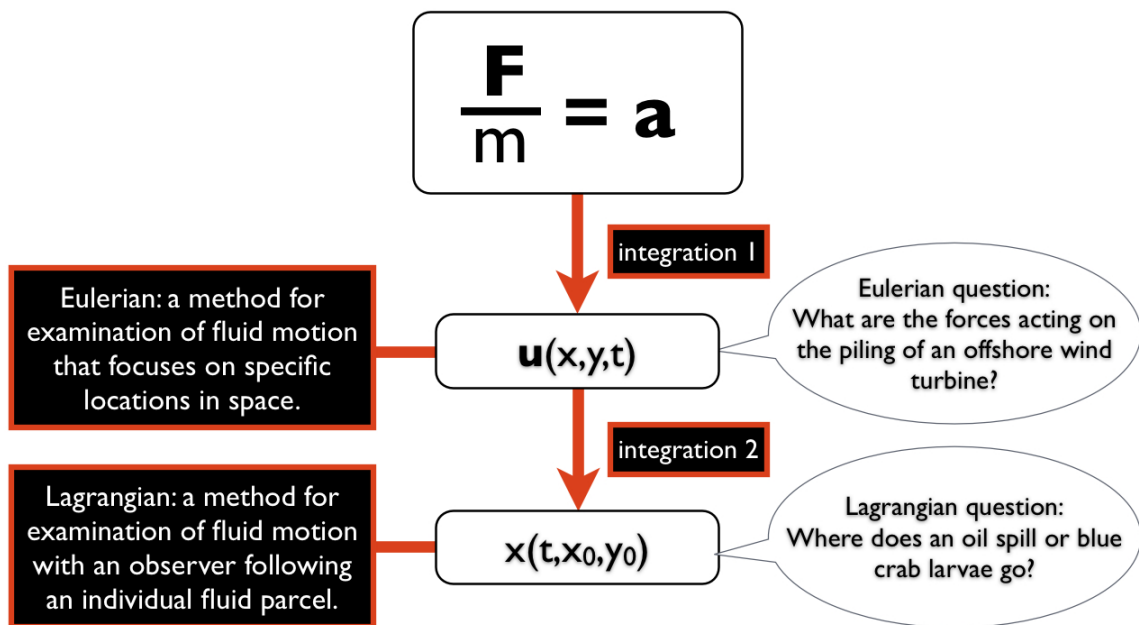 F
m
= a
integration 1
Eulerian: a method for
examination of fluid motion
that focuses on specific
locations in space.
u(x,y,t)
Eulerian question:
What are the forces acting on
the piling of an offshore wind
turbine?
integration 2
Lagrangian: a method for
examination of fluid motion
with an observer following
an individual fluid parcel.
x(t,x₀,y₀)
Lagrangian question:
Where does an oil spill or blue
crab larvae go?